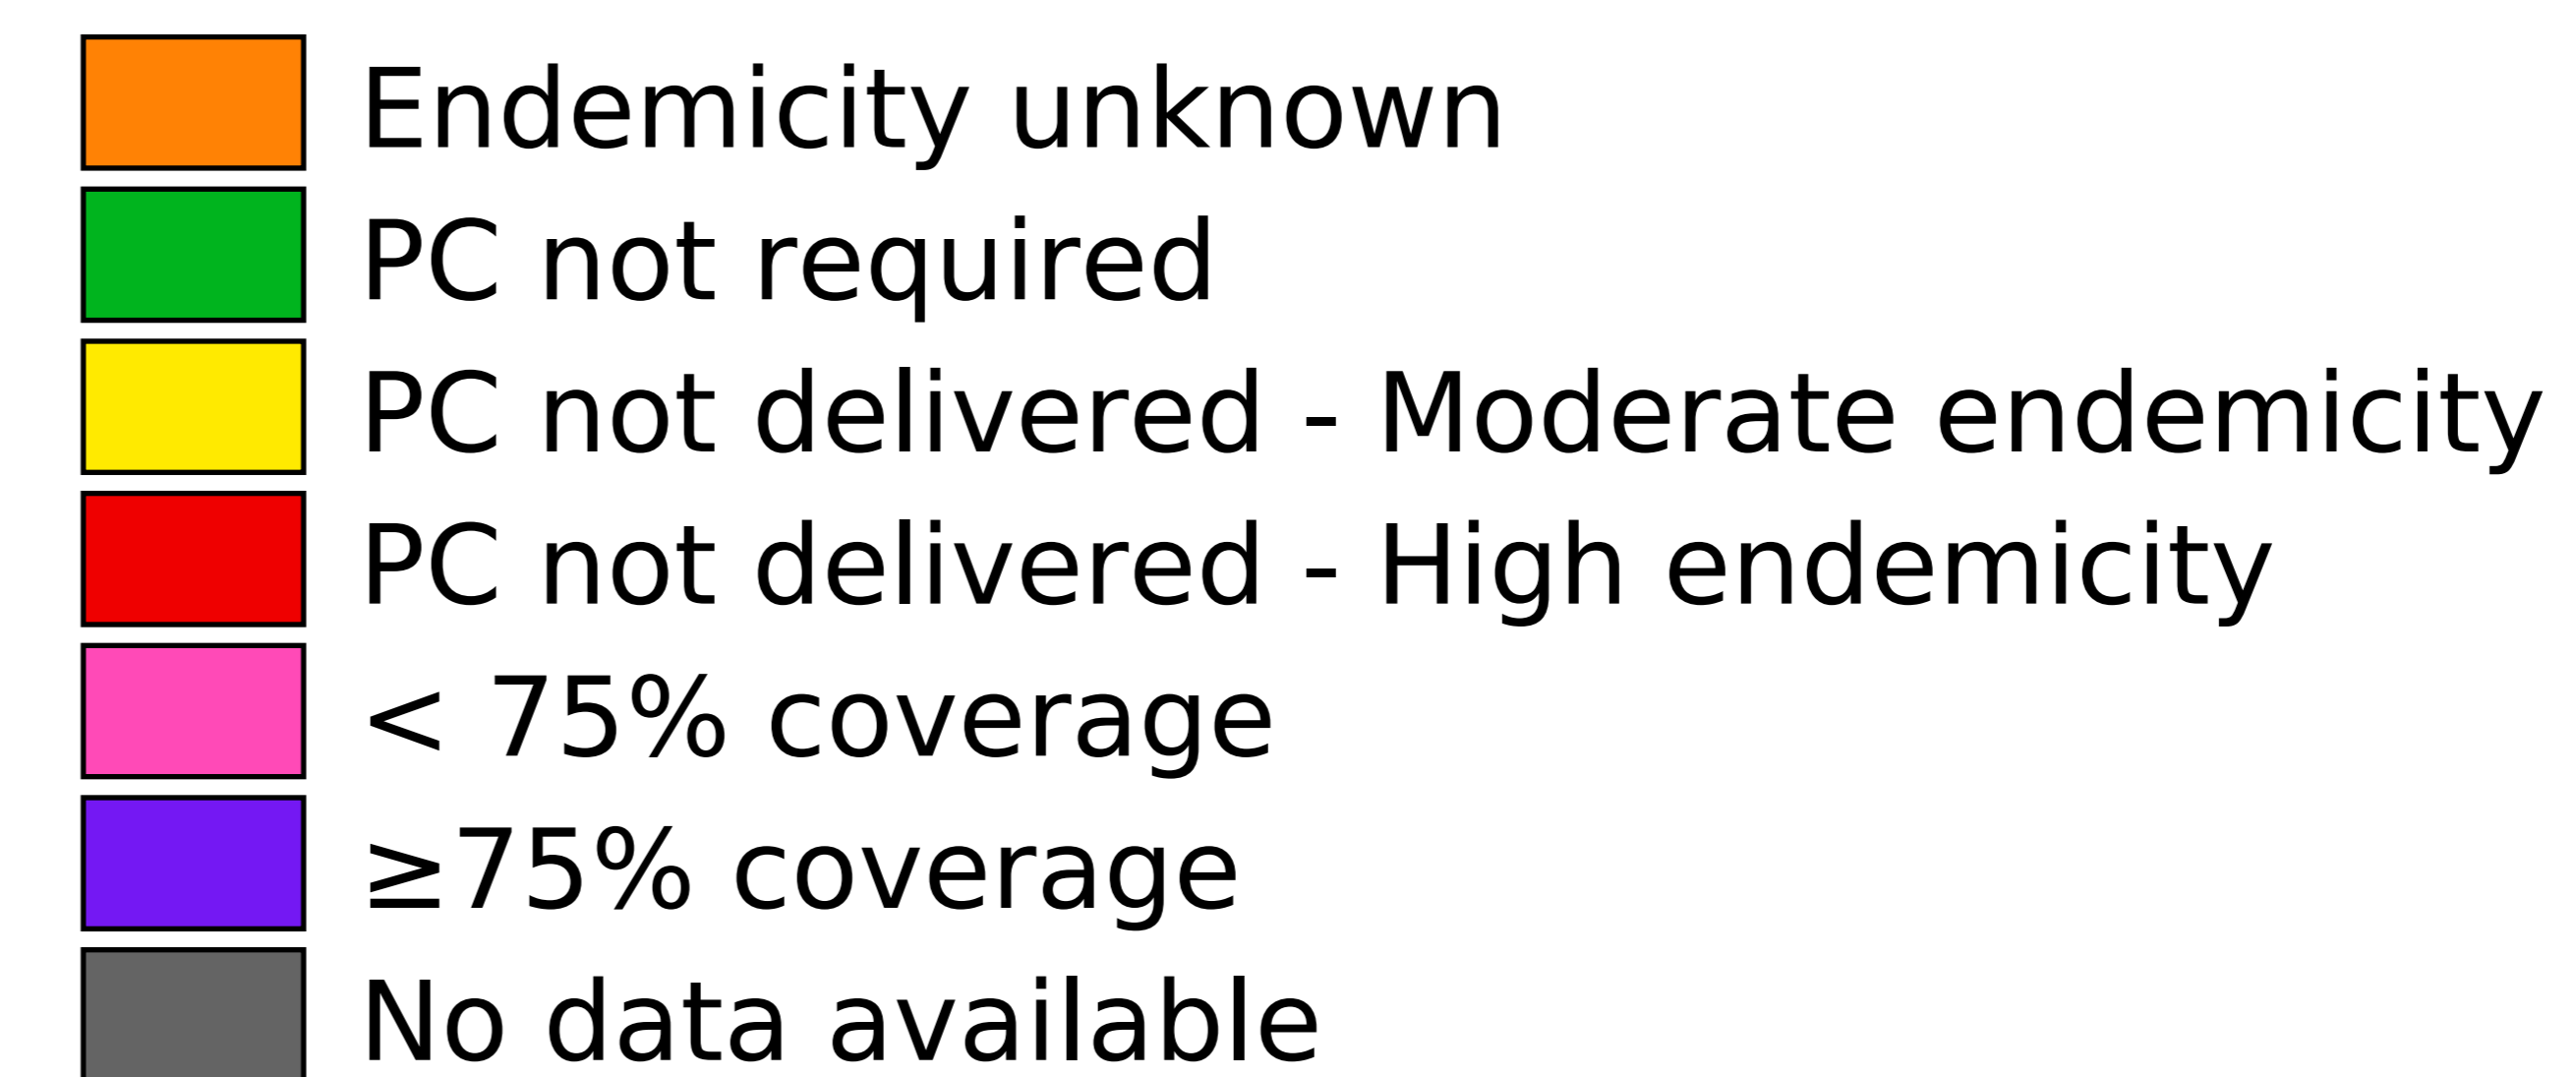 Endemicity unknown
PC not required
PC not delivered - Moderate endemicity
PC not delivered - High endemicity
< 75% coverage
≥75% coverage
No data available